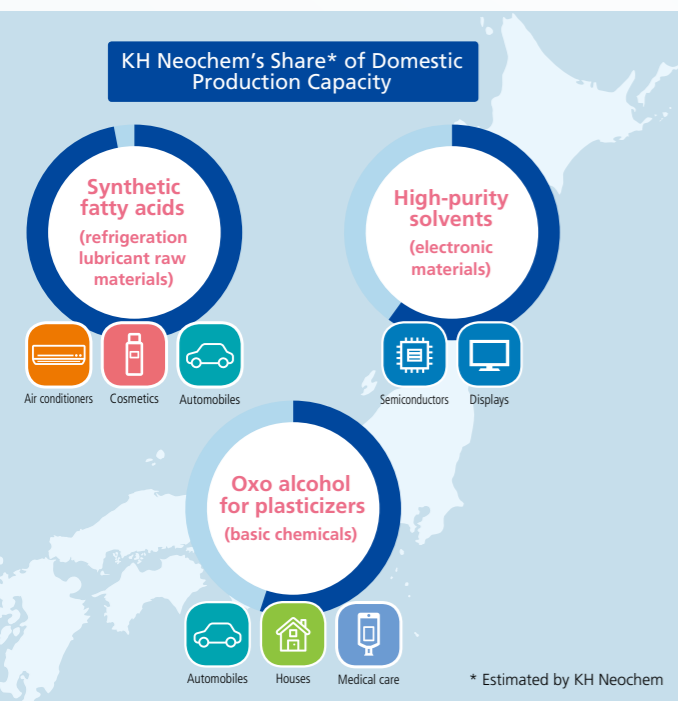 KH Neochem's Share* of Domestic
Production Capacity
Synthetic
fatty acids
(refrigeration
lubricant raw
materials)
Air conditioners
Cosmetics
Automobiles
High-purity
solvents
(electronic
materials)
Semiconductors
Displays
Oxo alcohol
for plasticizers
(basic chemicals)
Automobiles
Houses
Medical care
* Estimated by KH Neochem